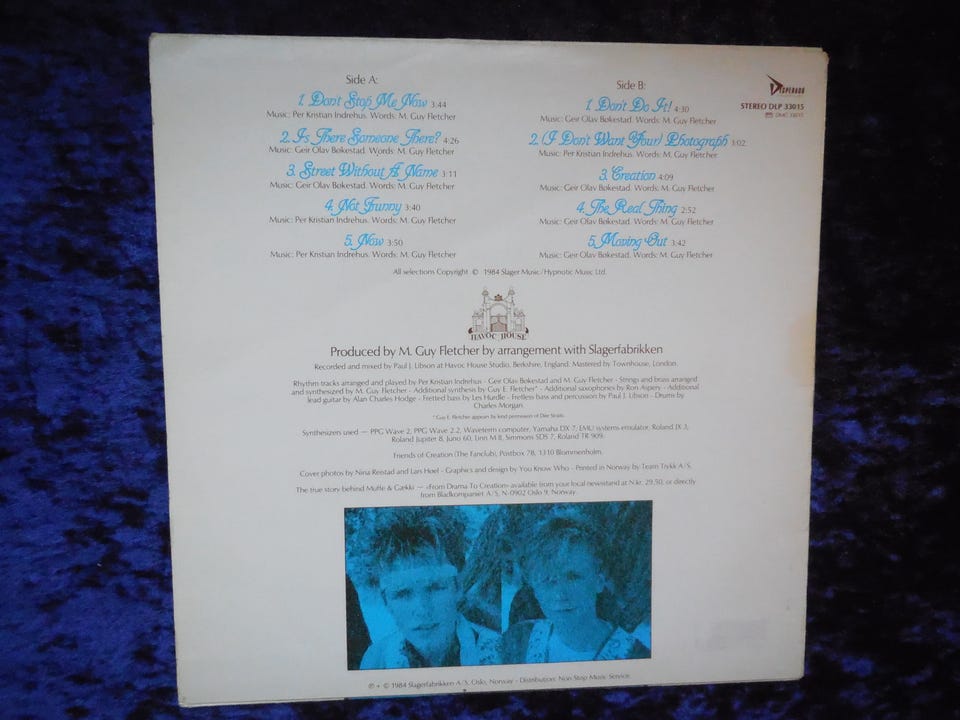 Side A:
1. Don't Stop Me Now 3:44
Music: Per Kristian Indrehus. Words: M. Guy Fletcher
2. Is There Someone There? 4:26
Music: Geir Olav Bøkestad. Words: M. Guy Fletcher
3. Street Without A Name 3:11
Music: Geir Olav Bøkestad. Words: M. Guy Fletcher
4. Not Funny 3:40
Music: Per Kristian Indrehus. Words: M. Guy Fletcher
5. Now 3:50
Music: Per Kristian Indrehus. Words: M. Guy Fletcher
Side B:
1. Don't Do It! 4:30
Music: Geir Olav Bøkestad. Words: M. Guy Fletcher
2. (I Don't Want Your) Photograph 3:02
Music: Per Kristian Indrehus. Words: M. Guy Fletcher
3. Creation 4:09
Music: Geir Olav Bøkestad. Words: M. Guy Fletcher
4. The Real Thing 2:52
Music: Geir Olav Bøkestad. Words: M. Guy Fletcher
5. Moving Out 3:42
Music: Geir Olav Bøkestad. Words: M. Guy Fletcher
DESPERADO
STEREO DLP 33015
DMC 33015
All selections Copyright © 1984 Slager Music/Hypnotic Music Ltd.
HAVOC HOUSE
Produced by M. Guy Fletcher by arrangement with Slagerfabrikken
Recorded and mixed by Paul J. Libson at Havoc House Studio, Berkshire, England. Mastered by Townhouse, London.
Rhythm tracks arranged and played by Per Kristian Indrehus - Geir Olav Bøkestad and M. Guy Fletcher - Strings and brass arranged
and synthesized by M. Guy Fletcher - Additional synthesis by Guy E. Fletcher* - Additional saxophones by Ron Aspery - Additional
lead guitar by Alan Charles Hodge - Fretted bass by Les Hurdle - Fretless bass and percussion by Paul J. Libson - Drums by
Charles Morgan.
* Guy E. Fletcher appears by kind permission of Dire Straits.
Synthesizers used — PPG Wave 2, PPG Wave 2.2, Waveterm computer, Yamaha DX 7, EMU systems emulator, Roland JX 3,
Roland Jupiter 8, Juno 60, Linn M II, Simmons SDS 7, Roland TR 909.
Friends of Creation (The Fanclub), Postbox 78, 1310 Blommenholm.
Cover photos by Nina Reistad and Lars Høel - Graphics and design by You Know Who - Printed in Norway by Team Trykk A/S.
The true story behind Muffe & Gækki — «From Drama To Creation» available from your local newsstand at N.kr. 29,50, or directly
from Bladkompaniet A/S, N-0902 Oslo 9, Norway.
℗ + © 1984 Slagerfabrikken A/S, Oslo, Norway - Distribution: Non Stop Music Service.